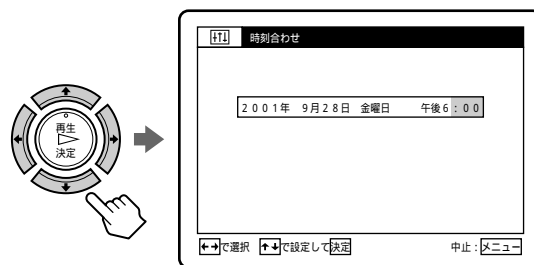 時刻合わせ
2001年 9月28日 金曜日 午後6:00
再生
決定
←→で選択 ↑↓で設定して決定 中止:メニュー